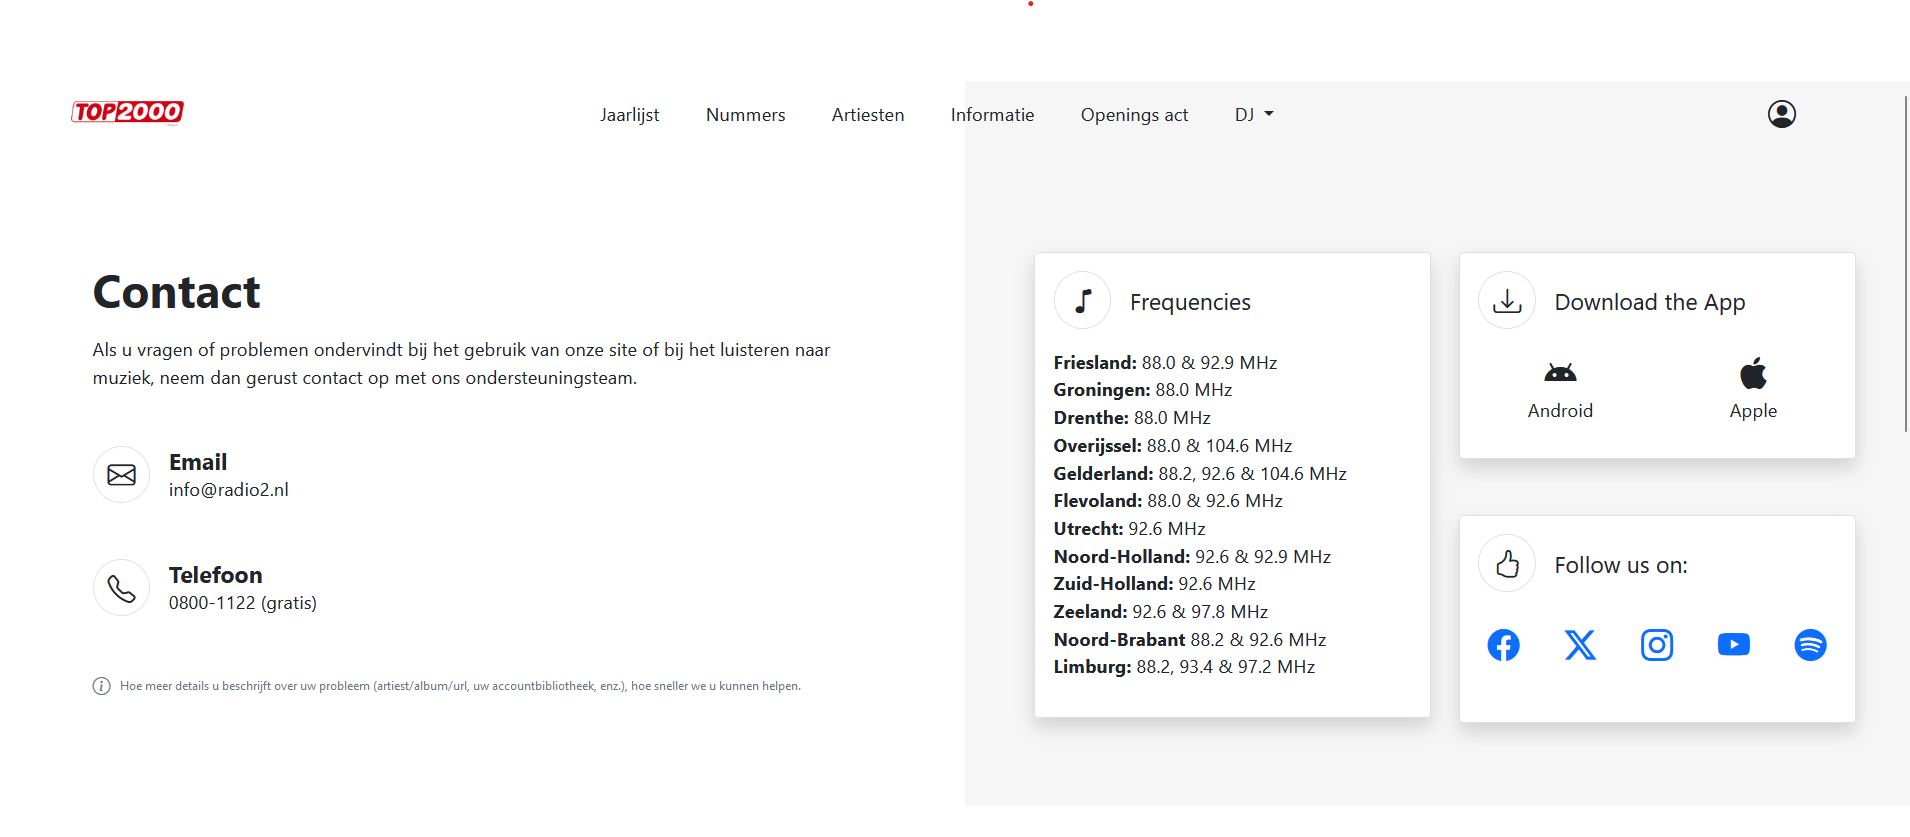 TOP2000
Jaarlijst Nummers Artiesten Informatie Openings act DJ
Contact
Als u vragen of problemen ondervindt bij het gebruik van onze site of bij het luisteren naar
muziek, neem dan gerust contact op met ons ondersteuningsteam.
Email
info@radio2.nl
Telefoon
0800-1122 (gratis)
Hoe meer details u beschrijft over uw probleem (artiest/album/url, uw accountbibliotheek, enz.), hoe sneller we u kunnen helpen.
Frequencies
Friesland: 88.0 & 92.9 MHz
Groningen: 88.0 MHz
Drenthe: 88.0 MHz
Overijssel: 88.0 & 104.6 MHz
Gelderland: 88.2, 92.6 & 104.6 MHz
Flevoland: 88.0 & 92.6 MHz
Utrecht: 92.6 MHz
Noord-Holland: 92.6 & 92.9 MHz
Zuid-Holland: 92.6 MHz
Zeeland: 92.6 & 97.8 MHz
Noord-Brabant 88.2 & 92.6 MHz
Limburg: 88.2, 93.4 & 97.2 MHz
Download the App
Android Apple
Follow us on: